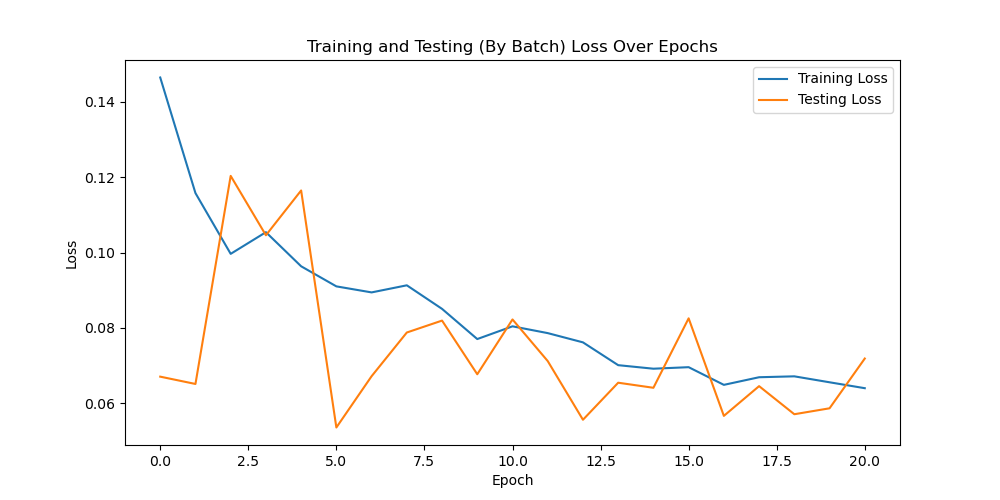 Training and Testing (By Batch) Loss Over Epochs
Training Loss
Testing Loss
Loss
0.14
0.12
0.10
0.08
0.06
0.0 2.5 5.0 7.5 10.0 12.5 15.0 17.5 20.0
Epoch